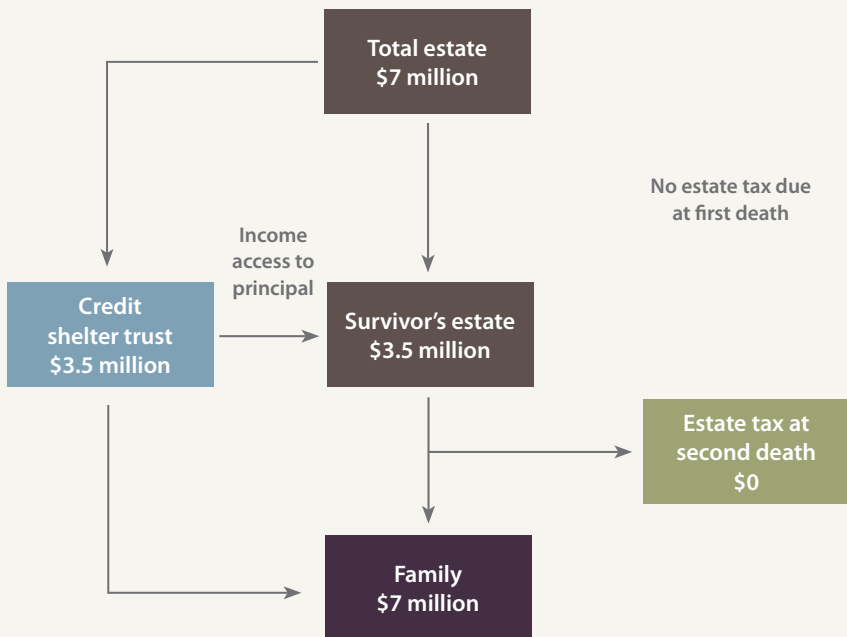 Total estate
$7 million
No estate tax due
at first death
Income
access to
principal
Credit
shelter trust
$3.5 million
Survivor’s estate
$3.5 million
Estate tax at
second death
$0
Family
$7 million